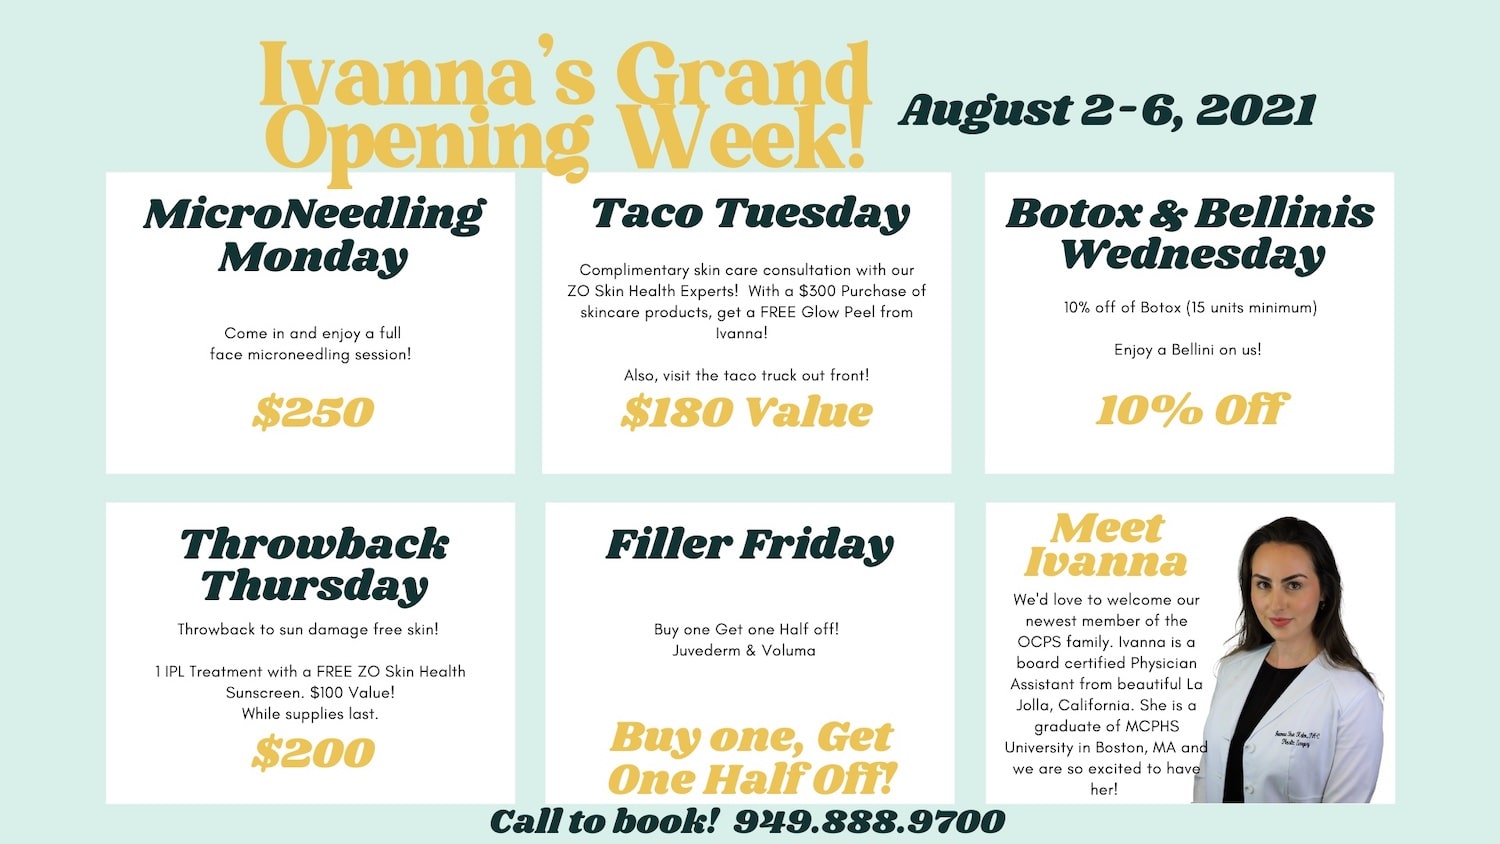 Ivanna's Grand
Opening Week!
August 2-6, 2021
MicroNeedling
Monday
Come in and enjoy a full
face microneedling session!
$250
Taco Tuesday
Complimentary skin care consultation with our
ZO Skin Health Experts!  With a $300 Purchase of
skincare products, get a FREE Glow Peel from
Ivanna!
Also, visit the taco truck out front!
$180 Value
Botox & Bellinis
Wednesday
10% off of Botox (15 units minimum)
Enjoy a Bellini on us!
10% Off
Throwback
Thursday
Throwback to sun damage free skin!
1 IPL Treatment with a FREE ZO Skin Health
Sunscreen. $100 Value!
While supplies last.
$200
Filler Friday
Buy one Get one Half off!
Juvederm & Voluma
Buy one, Get
One Half Off!
Meet
Ivanna
We'd love to welcome our
newest member of the
OCPS family. Ivanna is a
board certified Physician
Assistant from beautiful La
Jolla, California. She is a
graduate of MCPHS
University in Boston, MA and
we are so excited to have
her!
Plastic Surgery
Call to book!  949.888.9700